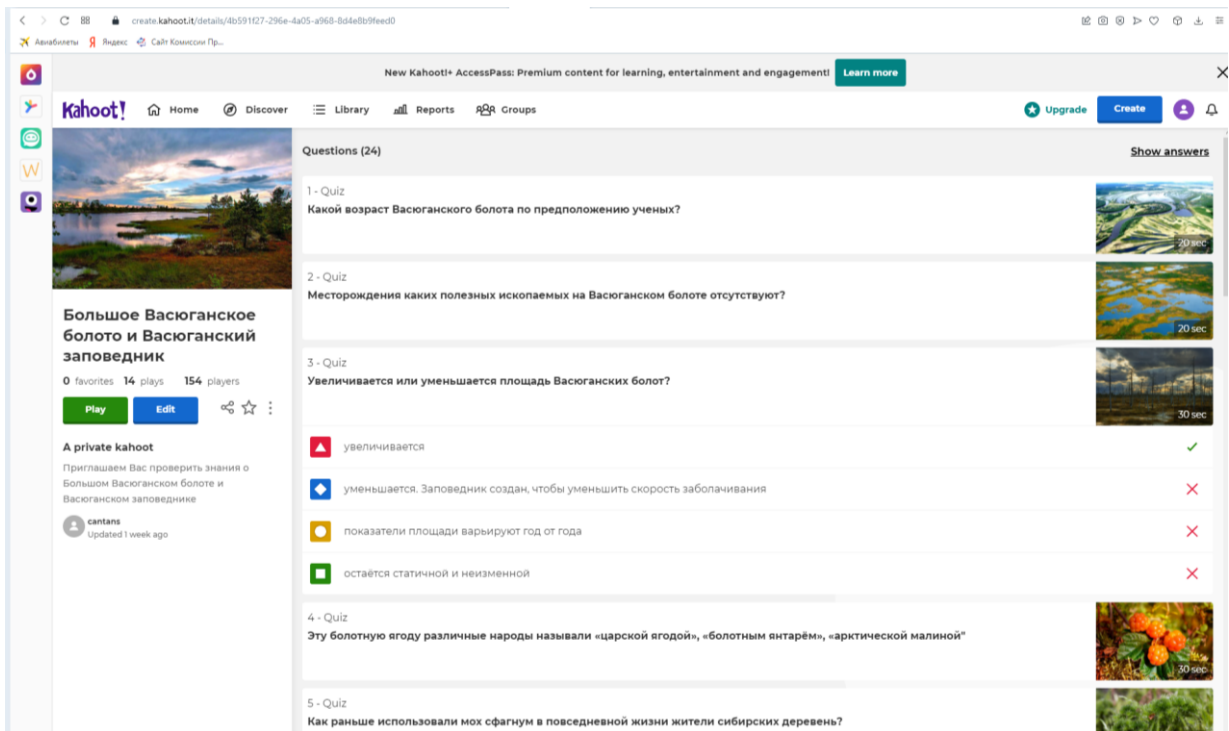 create.kahoot.it/details/4b591f27-296e-4a05-a968-8d4e8b9feed0
Авиабилеты Я Яндекс Сайт Комиссии Пр...
New Kahoot!+ AccessPass: Premium content for learning, entertainment and engagement! Learn more
Kahoot! Home Discover Library Reports Groups Upgrade Create
W
Questions (24) Show answers
1 - Quiz
Какой возраст Васюганского болота по предположению ученых?
20 sec
2 - Quiz
Месторождения каких полезных ископаемых на Васюганском болоте отсутствуют?
20 sec
Большое Васюганское
болото и Васюганский
заповедник
0 favorites 14 plays 154 players
Play Edit
A private kahoot
Приглашаем Вас проверить знания о
Большом Васюганском болоте и
Васюганском заповеднике
cantans
Updated 1 week ago
3 - Quiz
Увеличивается или уменьшается площадь Васюганских болот?
30 sec
увеличивается
уменьшается. Заповедник создан, чтобы уменьшить скорость заболачивания
показатели площади варьируют год от года
остаётся статичной и неизменной
4 - Quiz
Эту болотную ягоду различные народы называли «царской ягодой», «болотным янтарём», «арктической малиной"
30 sec
5 - Quiz
Как раньше использовали мох сфагнум в повседневной жизни жители сибирских деревень?